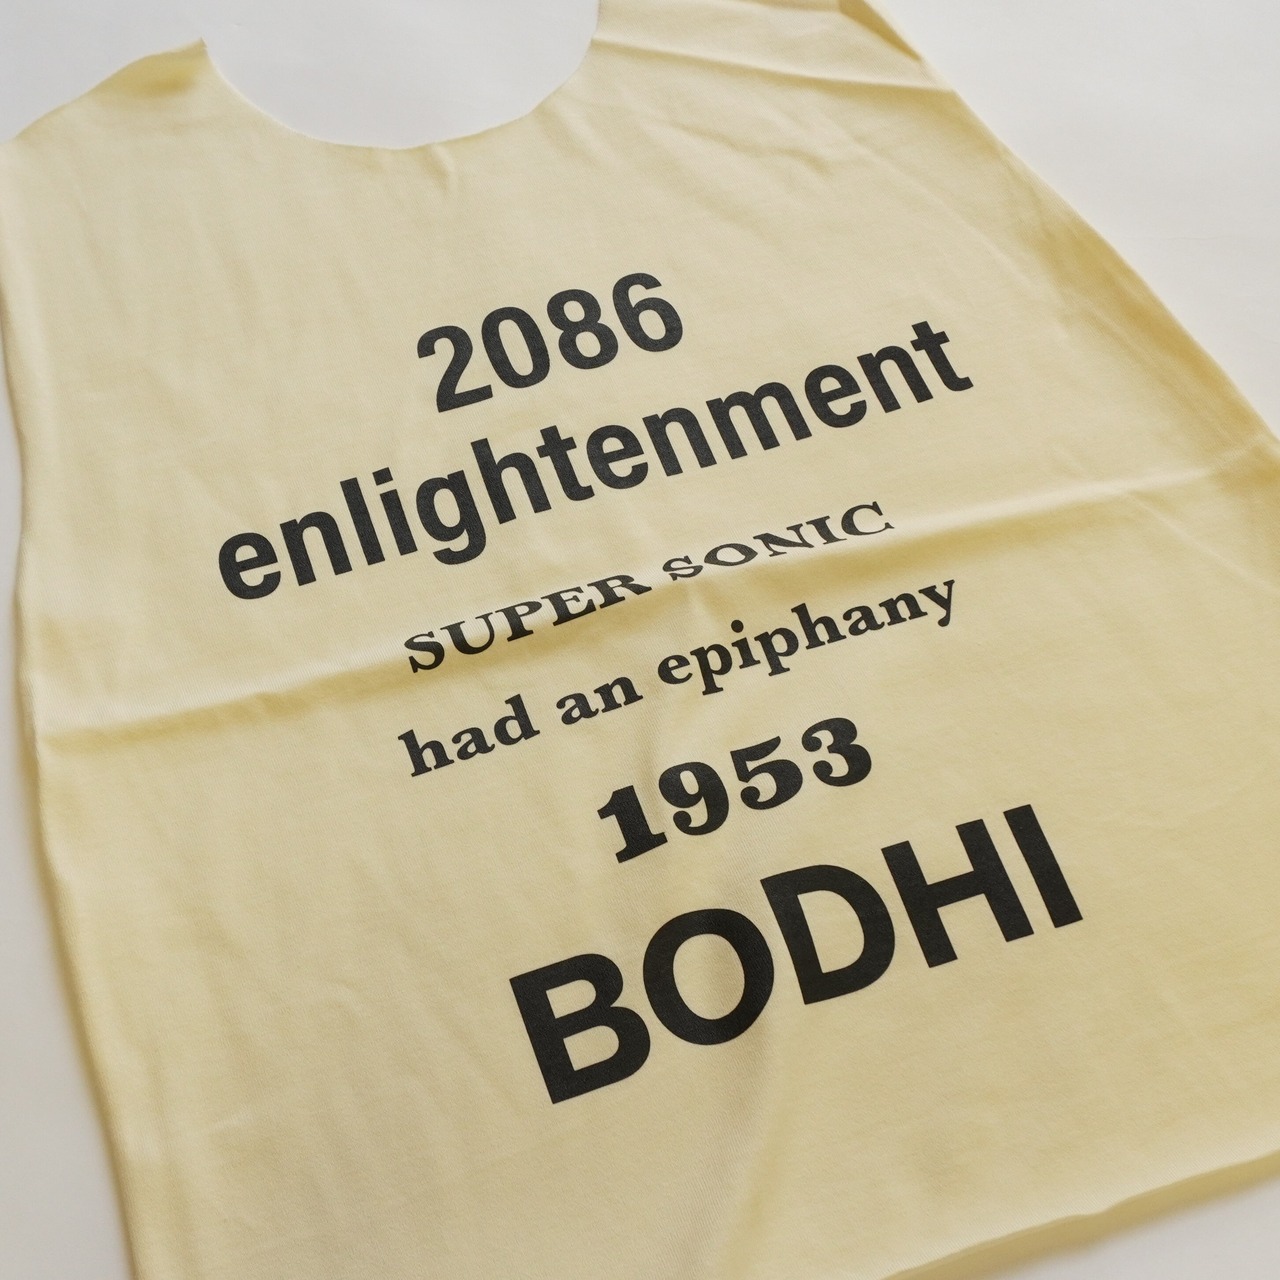 2086
enlightenment
SUPER SONIC
had an epiphany
1953
BODHI